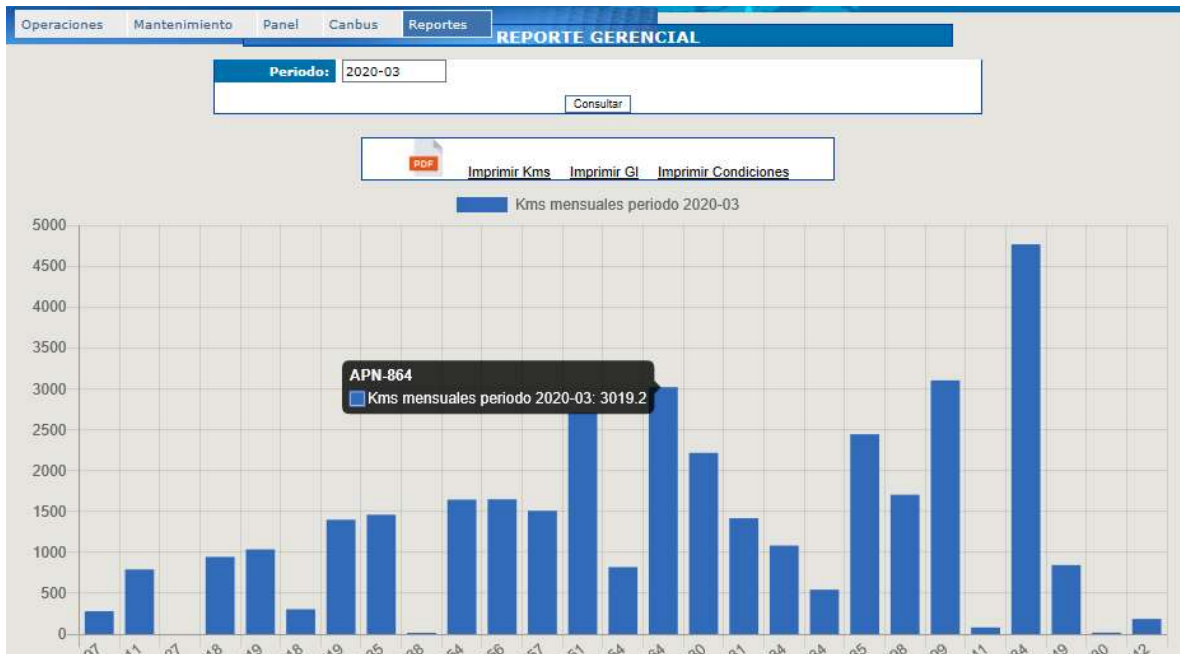 Operaciones Mantenimiento Panel Canbus Reportes
REPORTE GERENCIAL
Periodo: 2020-03
Consultar
PDF Imprimir Kms Imprimir GI Imprimir Condiciones
Kms mensuales periodo 2020-03
5000
4500
4000
3500
3000
2500
2000
1500
1000
500
0
APN-864
Kms mensuales periodo 2020-03: 3019.2